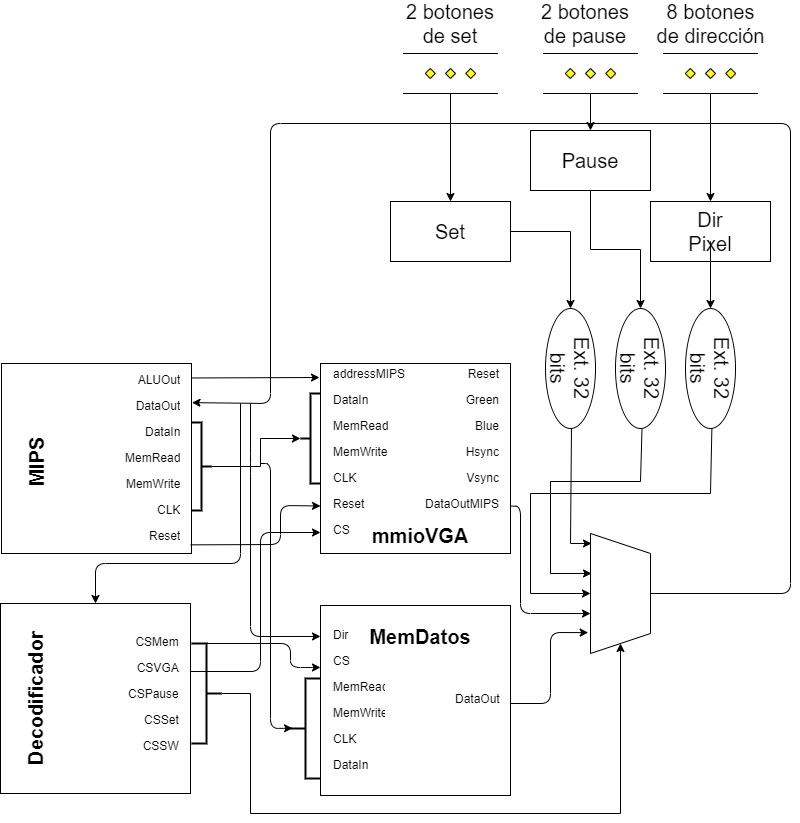 2 botones
de set
2 botones
de pause
8 botones
de dirección
Pause
Set
Dir
Pixel
Ext. 32
bits
Ext. 32
bits
Ext. 32
bits
MIPS
ALUOut
DataOut
DataIn
MemRead
MemWrite
CLK
Reset
addressMIPS
DataIn
MemRead
MemWrite
CLK
Reset
CS
Reset
Green
Blue
Hsync
Vsync
DataOutMIPS
mmioVGA
Decodificador
CSMem
CSVGA
CSPause
CSSet
CSSW
MemDatos
Dir
CS
MemRead
MemWrite
CLK
DataIn
DataOut